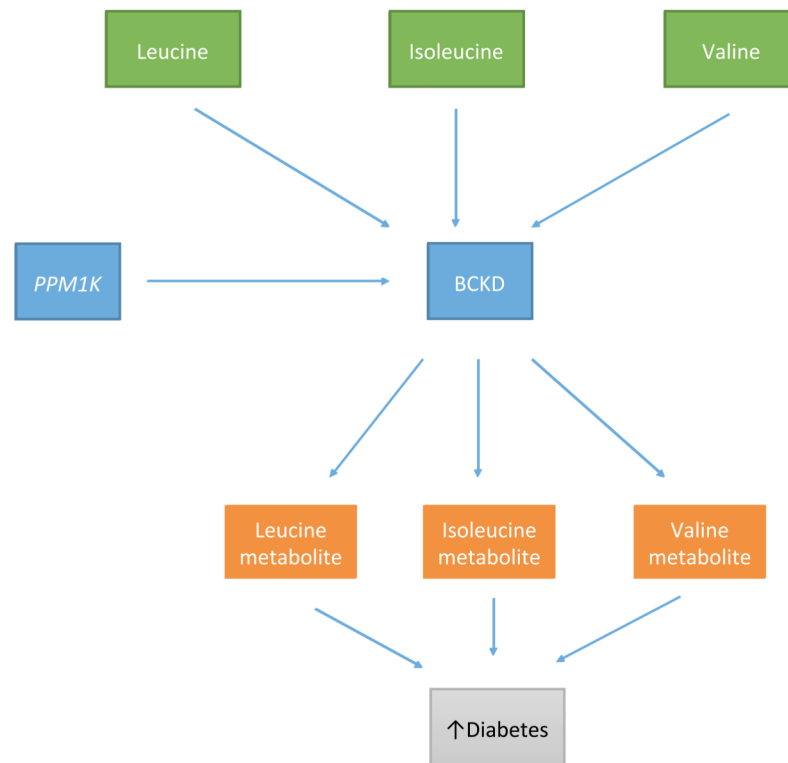 Leucine
Isoleucine
Valine
PPM1K
BCKD
Leucine
metabolite
Isoleucine
metabolite
Valine
metabolite
↑Diabetes